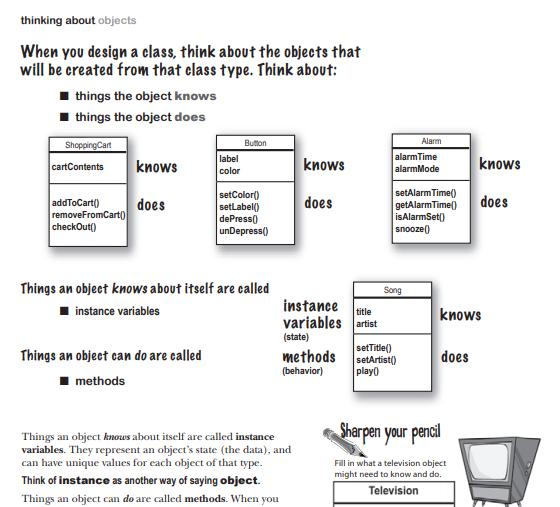 thinking about objects
When you design a class, think about the objects that
will be created from that class type. Think about:
■ things the object knows
■ things the object does
ShoppingCart
cartContents
knows
addToCart()
removeFromCart()
checkOut()
does
Button
label
color
knows
setColor()
setLabel()
dePress()
unDepress()
does
Alarm
alarmTime
alarmMode
knows
setAlarmTime()
getAlarmTime()
isAlarmSet()
snooze()
does
Things an object knows about itself are called
■ instance variables
Things an object can do are called
■ methods
instance
variables
(state)
methods
(behavior)
Song
title
artist
knows
setTitle()
setArtist()
play()
does
Things an object knows about itself are called instance
variables. They represent an object's state (the data), and
can have unique values for each object of that type.
Think of instance as another way of saying object.
Things an object can do are called methods. When you
Sharpen your pencil
Fill in what a television object
might need to know and do.
Television